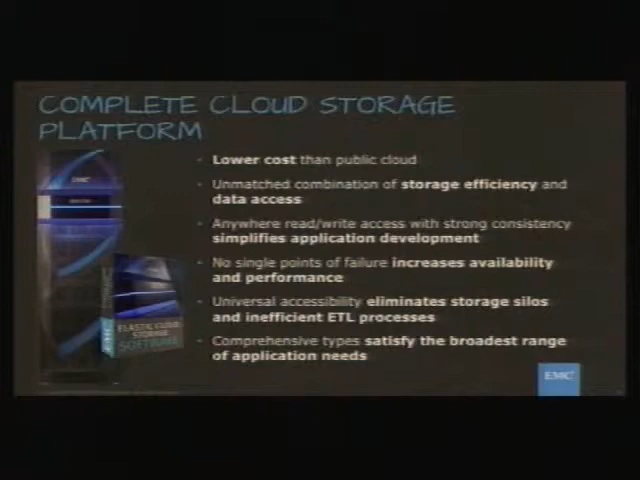 COMPLETE CLOUD STORAGE
PLATFORM
· Lower cost than public cloud
· Unmatched combination of storage efficiency and
data access
· Anywhere read/write access with strong consistency
simplifies application development
· No single points of failure increases availability
and performance
· Universal accessibility eliminates storage silos
and inefficient ETL processes
· Comprehensive types satisfy the broadest range
of application needs
EMC²
ELASTIC CLOUD
STORAGE
SOFTWARE
EMC²
EMC²